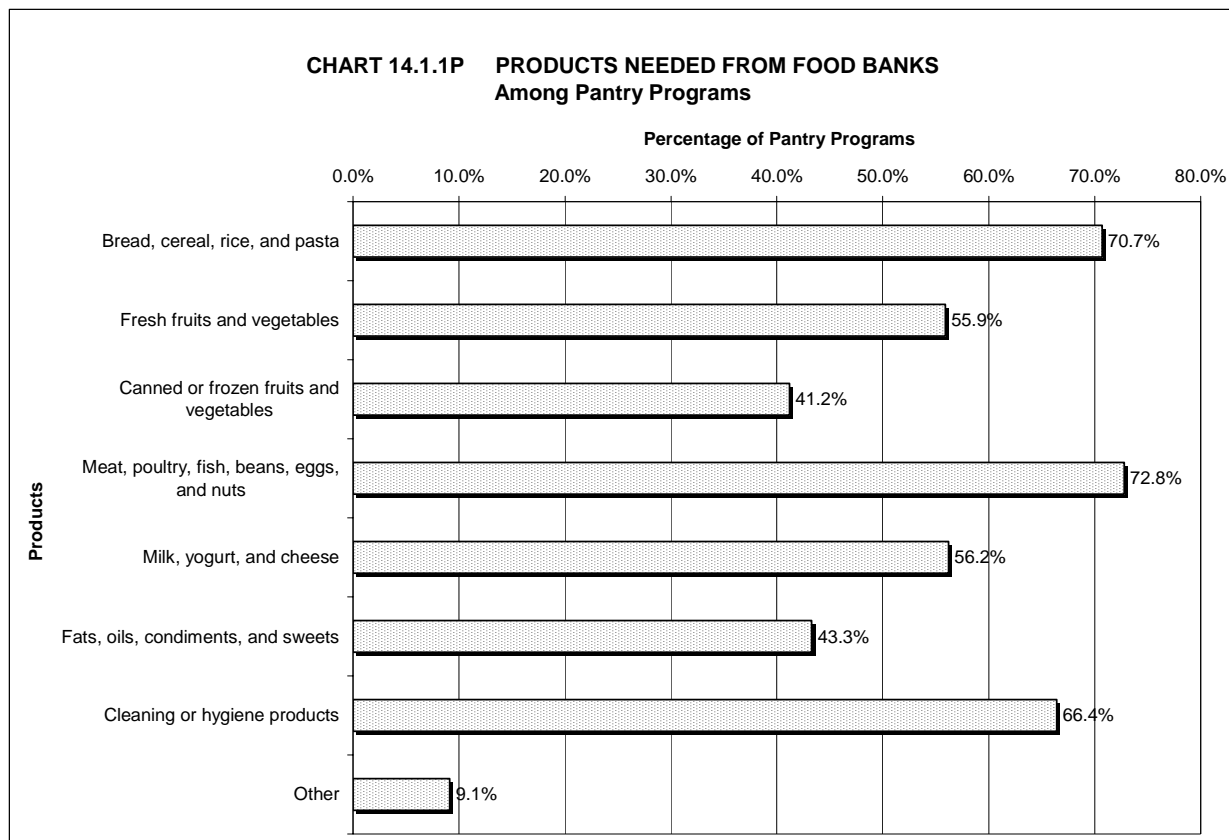 CHART 14.1.1P PRODUCTS NEEDED FROM FOOD BANKS
Among Pantry Programs
Percentage of Pantry Programs
0.0% 10.0% 20.0% 30.0% 40.0% 50.0% 60.0% 70.0% 80.0%
Products
Bread, cereal, rice, and pasta 70.7%
Fresh fruits and vegetables 55.9%
Canned or frozen fruits and
vegetables 41.2%
Meat, poultry, fish, beans, eggs,
and nuts 72.8%
Milk, yogurt, and cheese 56.2%
Fats, oils, condiments, and sweets 43.3%
Cleaning or hygiene products 66.4%
Other 9.1%